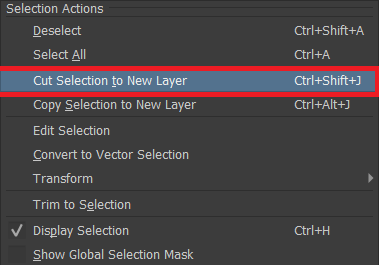 Selection Actions
Deselect Ctrl+Shift+A
Select All Ctrl+A
Cut Selection to New Layer Ctrl+Shift+J
Copy Selection to New Layer Ctrl+Alt+J
Edit Selection
Convert to Vector Selection
Transform
Trim to Selection
Display Selection Ctrl+H
Show Global Selection Mask